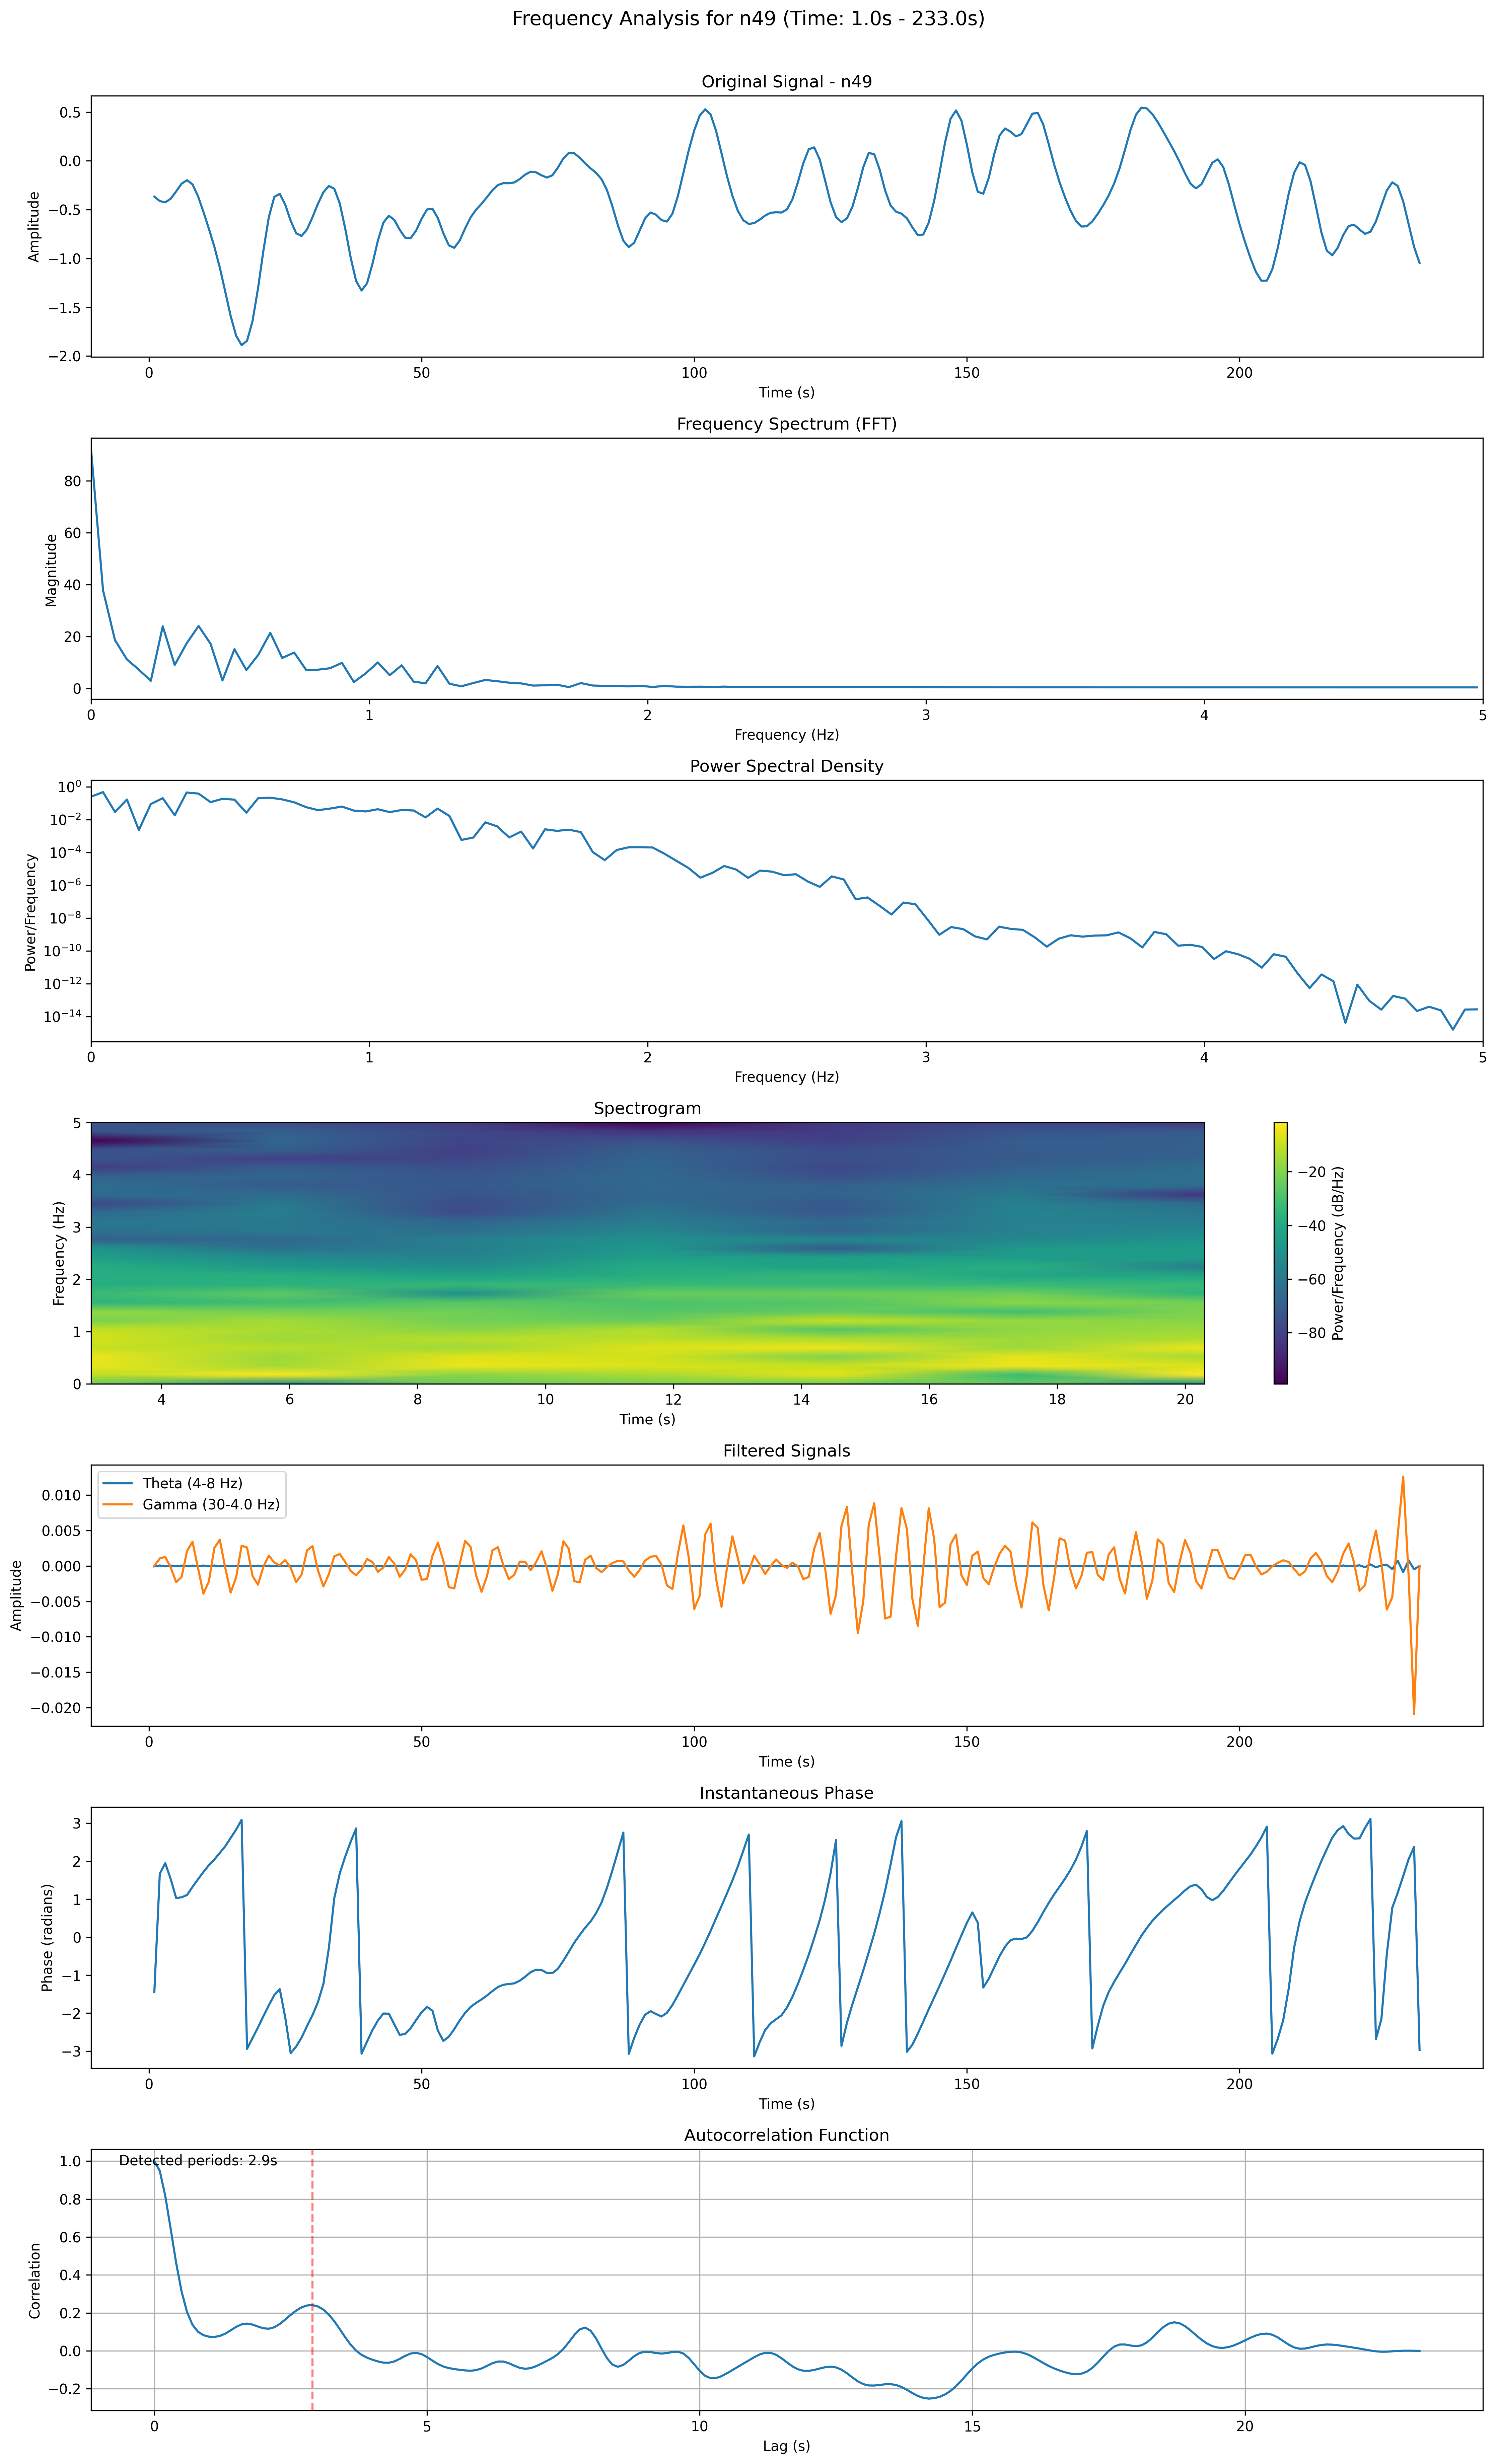 Frequency Analysis for n49 (Time: 1.0s - 233.0s)
Original Signal - n49
Amplitude
0.5
0.0
−0.5
−1.0
−1.5
−2.0
0 50 100 150 200
Time (s)
Frequency Spectrum (FFT)
Magnitude
80
60
40
20
0
0 1 2 3 4 5
Frequency (Hz)
Power Spectral Density
Power/Frequency
10⁰
10⁻²
10⁻⁴
10⁻⁶
10⁻⁸
10⁻¹⁰
10⁻¹²
10⁻¹⁴
0 1 2 3 4 5
Frequency (Hz)
Spectrogram
Frequency (Hz)
5
4
3
2
1
0
4 6 8 10 12 14 16 18 20
Time (s)
−20
−40
−60
−80
Power/Frequency (dB/Hz)
Filtered Signals
Theta (4-8 Hz)
Gamma (30-4.0 Hz)
Amplitude
0.010
0.005
0.000
−0.005
−0.010
−0.015
−0.020
0 50 100 150 200
Time (s)
Instantaneous Phase
Phase (radians)
3
2
1
0
−1
−2
−3
0 50 100 150 200
Time (s)
Autocorrelation Function
Detected periods: 2.9s
Correlation
1.0
0.8
0.6
0.4
0.2
0.0
−0.2
0 5 10 15 20
Lag (s)